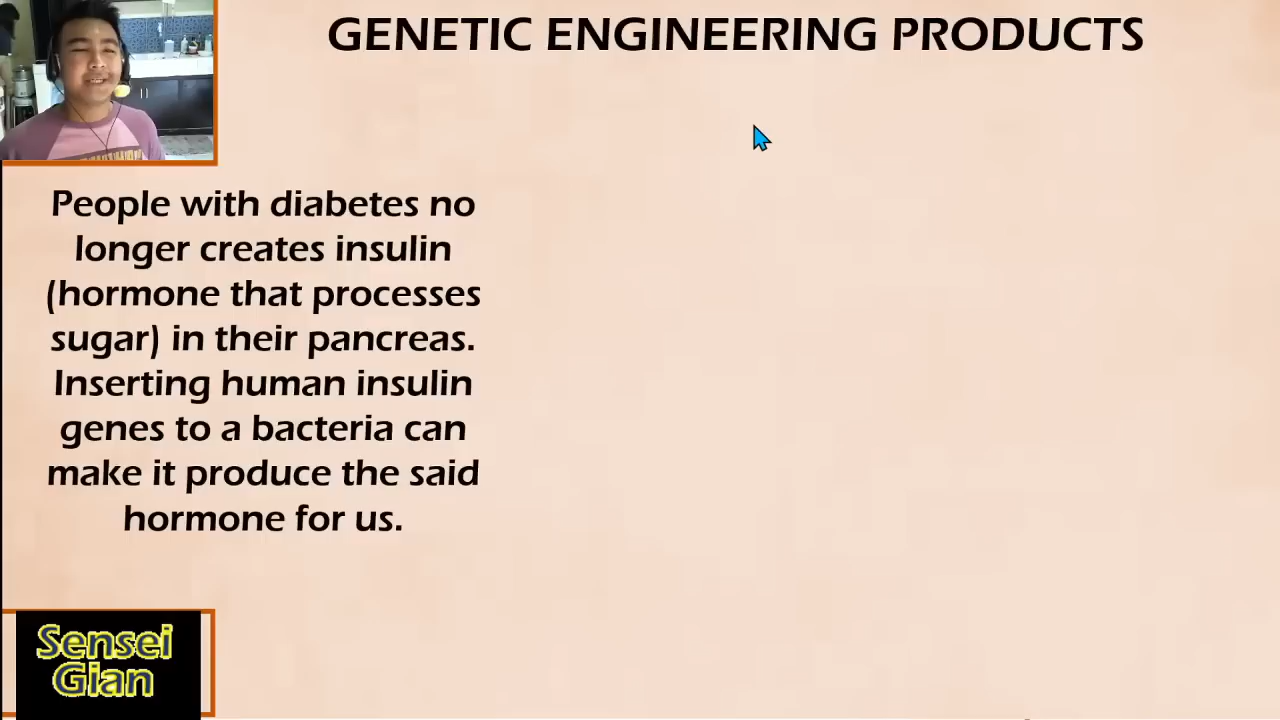 GENETIC ENGINEERING PRODUCTS
People with diabetes no
longer creates insulin
(hormone that processes
sugar) in their pancreas.
Inserting human insulin
genes to a bacteria can
make it produce the said
hormone for us.
Sensei
Gian